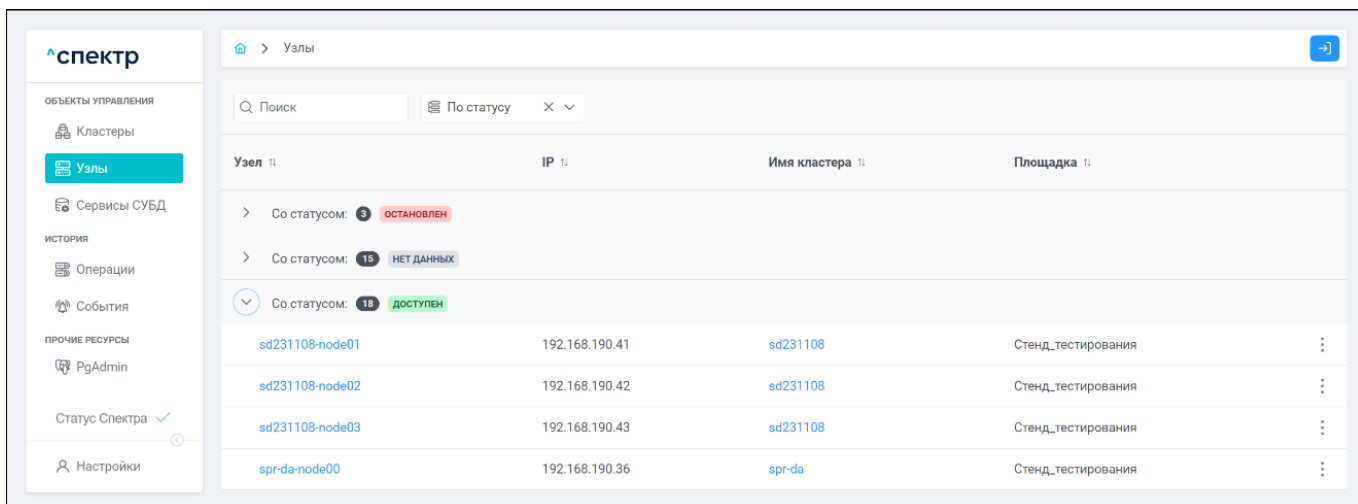 ^спектр
ОБЪЕКТЫ УПРАВЛЕНИЯ
Кластеры
Узлы
Сервисы СУБД
ИСТОРИЯ
Операции
События
ПРОЧИЕ РЕСУРСЫ
PgAdmin
Статус Спектра
Настройки
Узлы
Поиск
По статусу
Узел IP Имя кластера Площадка
Со статусом: 3 ОСТАНОВЛЕН
Со статусом: 15 НЕТ ДАННЫХ
Со статусом: 18 ДОСТУПЕН
sd231108-node01 192.168.190.41 sd231108 Стенд_тестирования
sd231108-node02 192.168.190.42 sd231108 Стенд_тестирования
sd231108-node03 192.168.190.43 sd231108 Стенд_тестирования
spr-da-node00 192.168.190.36 spr-da Стенд_тестирования